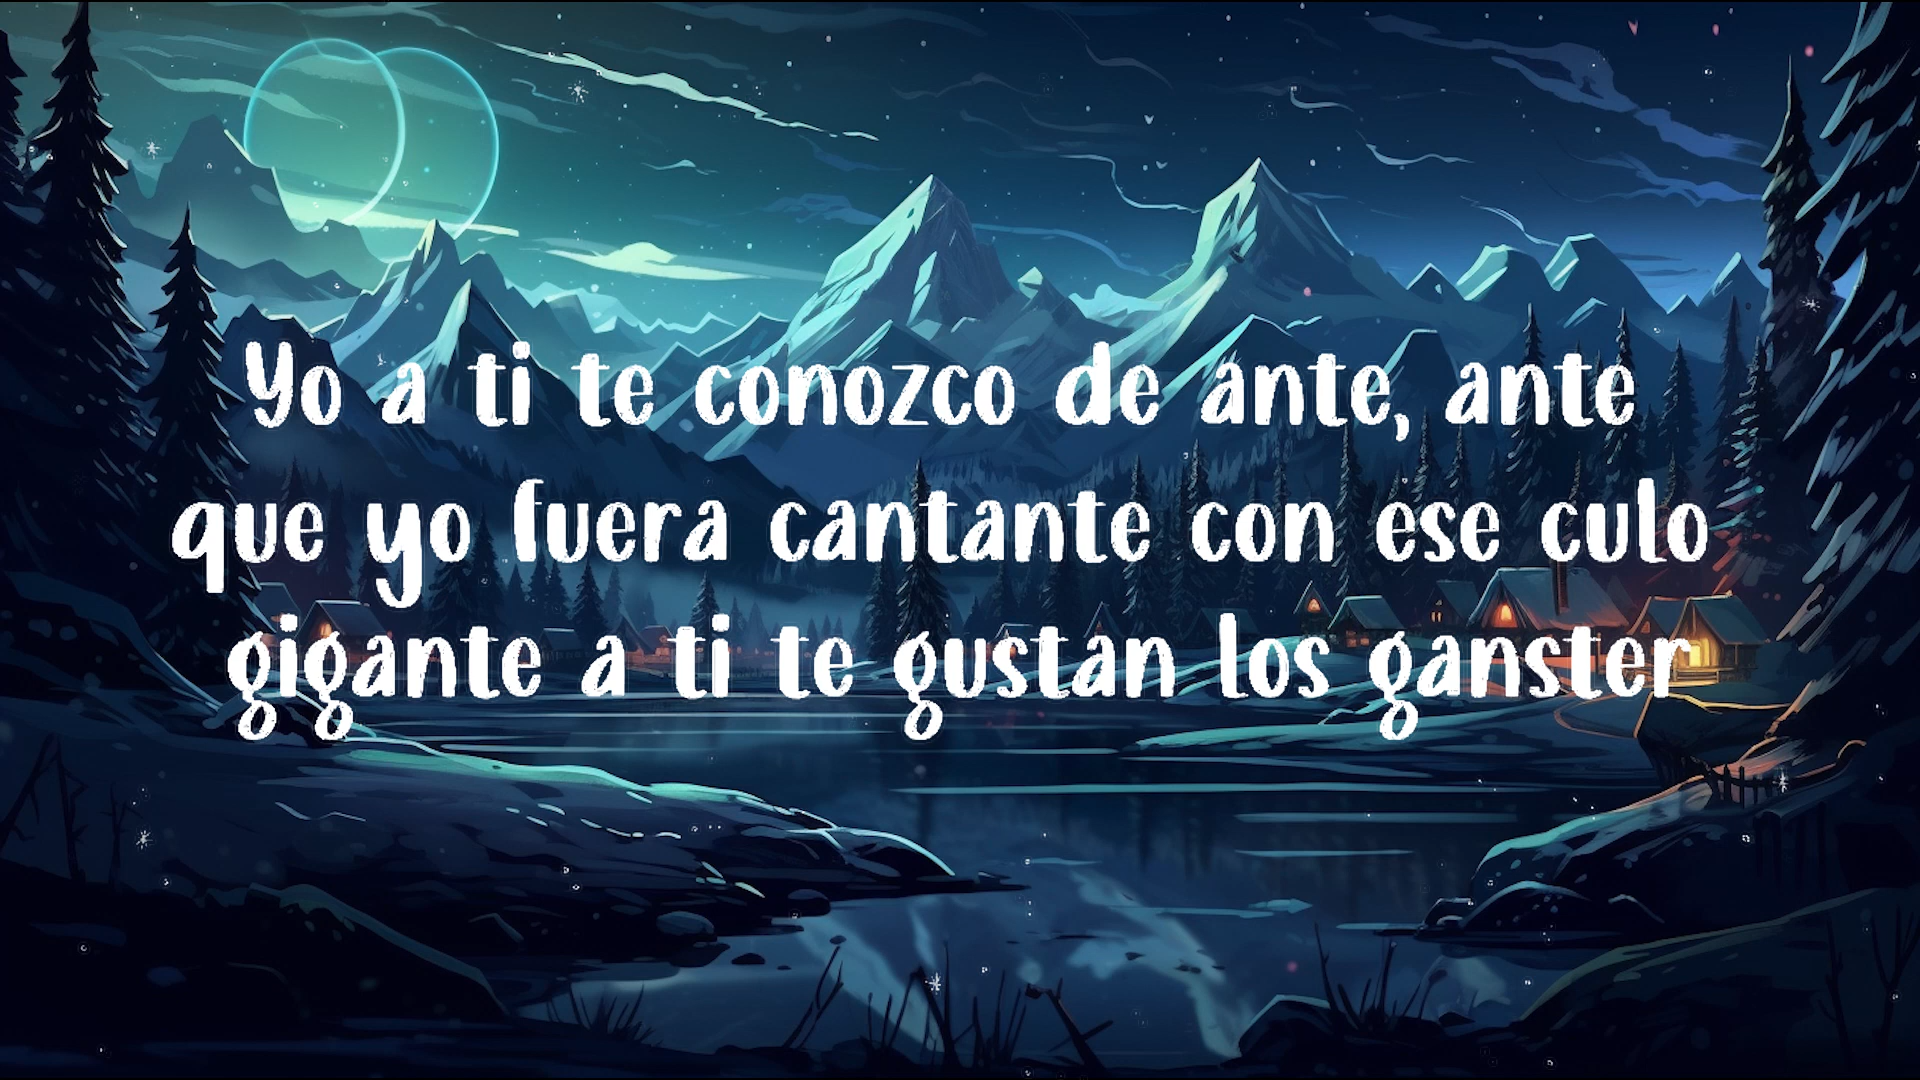 Yo a ti te conozco de ante, ante
que yo fuera cantante con ese culo
gigante a ti te gustan los ganster